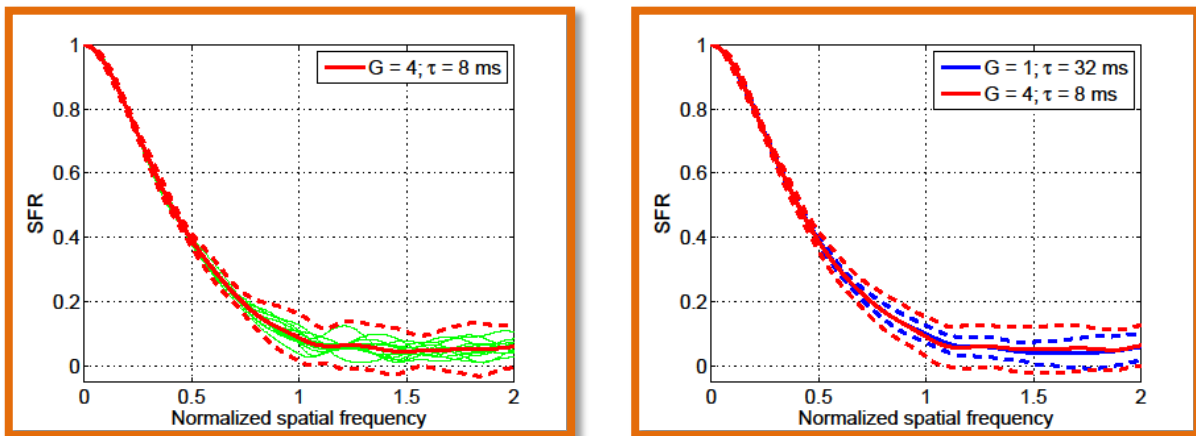 1
0.8
0.6
0.4
0.2
0
SFR
G = 4; τ = 8 ms
0 0.5 1 1.5 2
Normalized spatial frequency
1
0.8
0.6
0.4
0.2
0
SFR
G = 1; τ = 32 ms
G = 4; τ = 8 ms
0 0.5 1 1.5 2
Normalized spatial frequency